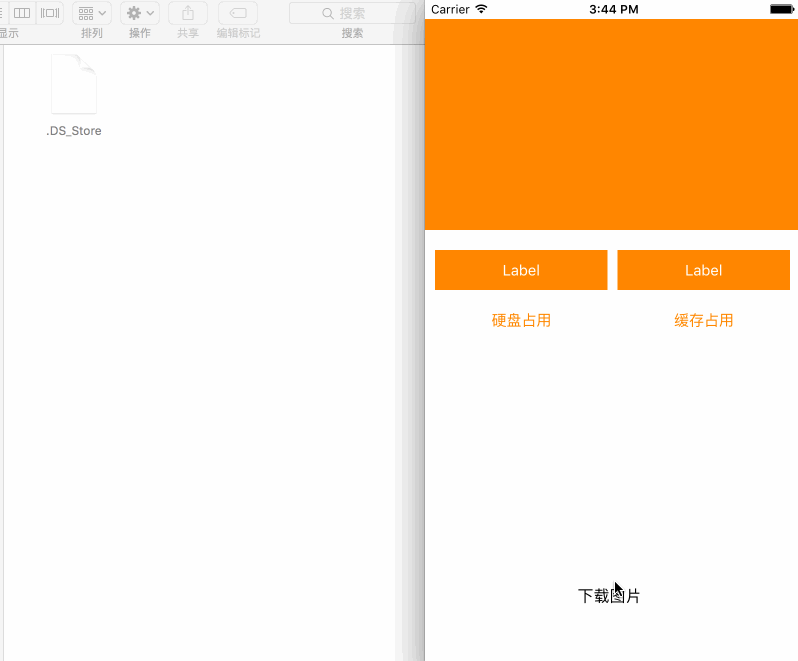 显示
排列
操作
共享
编辑标记
搜索
搜索
.DS_Store
Carrier
3:44 PM
Label
Label
硬盘占用
缓存占用
下载图片